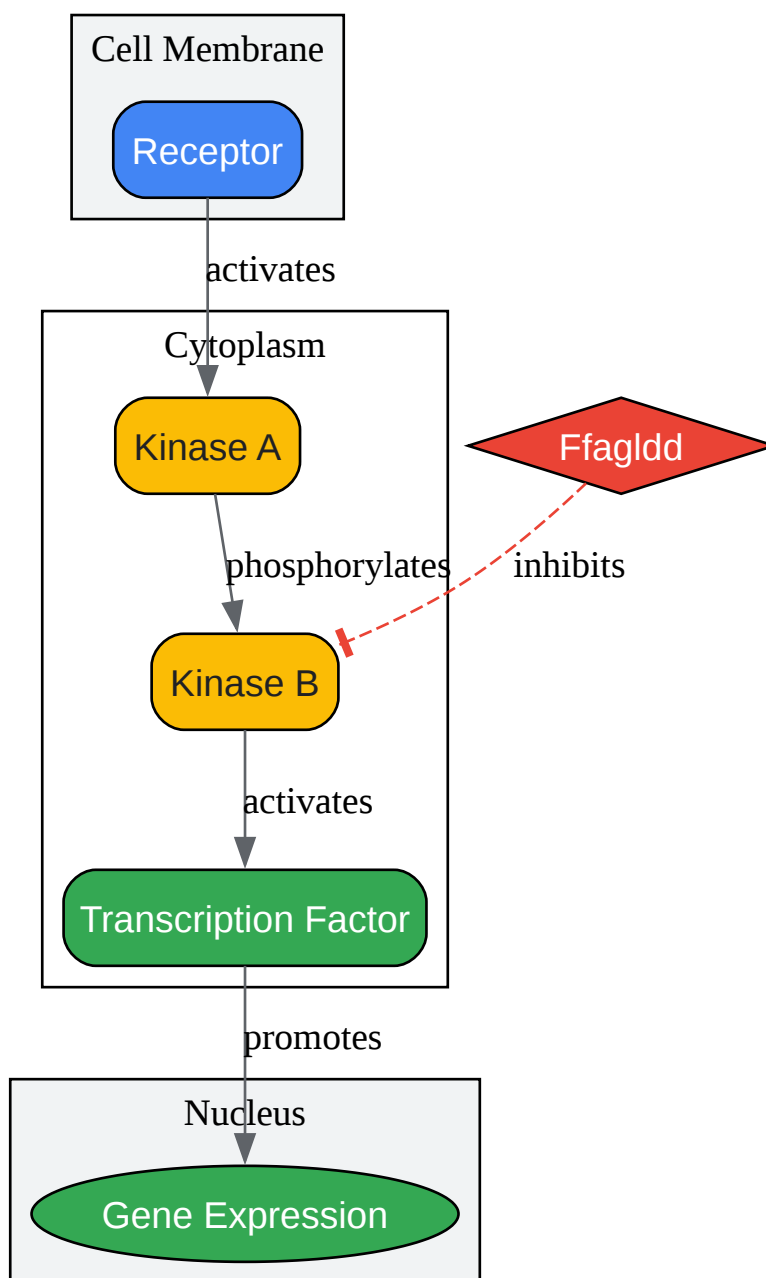 Cell Membrane
Receptor
activates
Cytoplasm
Kinase A
Ffagldd
phosphorylates
inhibits
Kinase B
activates
Transcription Factor
promotes
Nucleus
Gene Expression